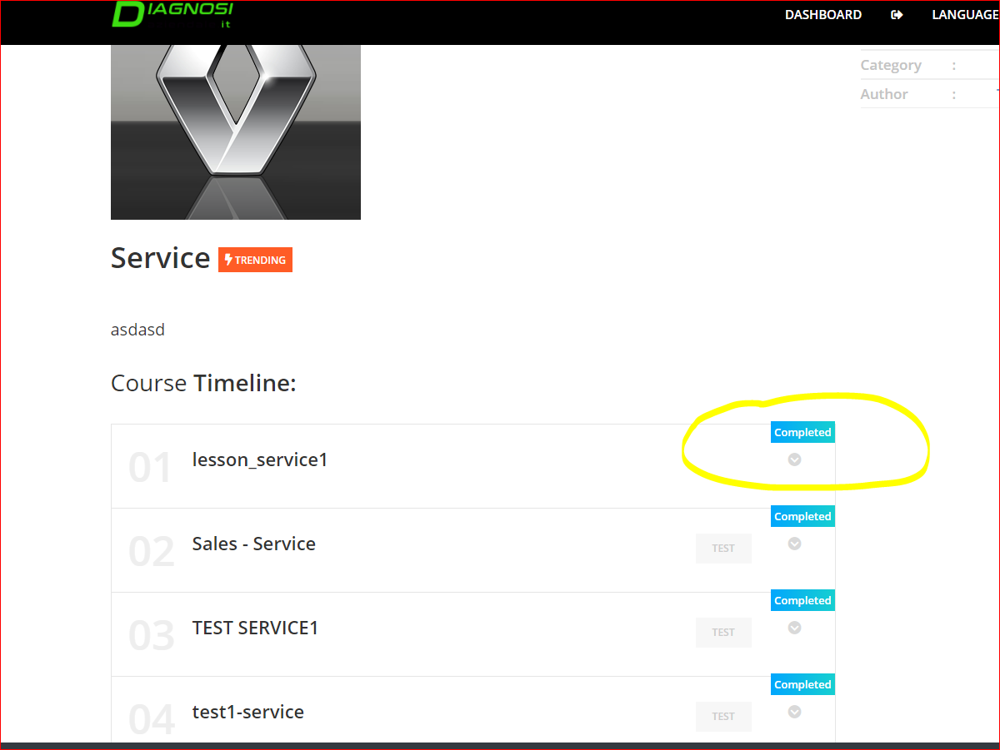 DIAGNOSI
it
DASHBOARD
LANGUAGE
Category :
Author :
Service
TRENDING
asdasd
Course Timeline:
Completed
01 lesson_service1
Completed
02 Sales - Service TEST
Completed
03 TEST SERVICE1 TEST
Completed
04 test1-service TEST